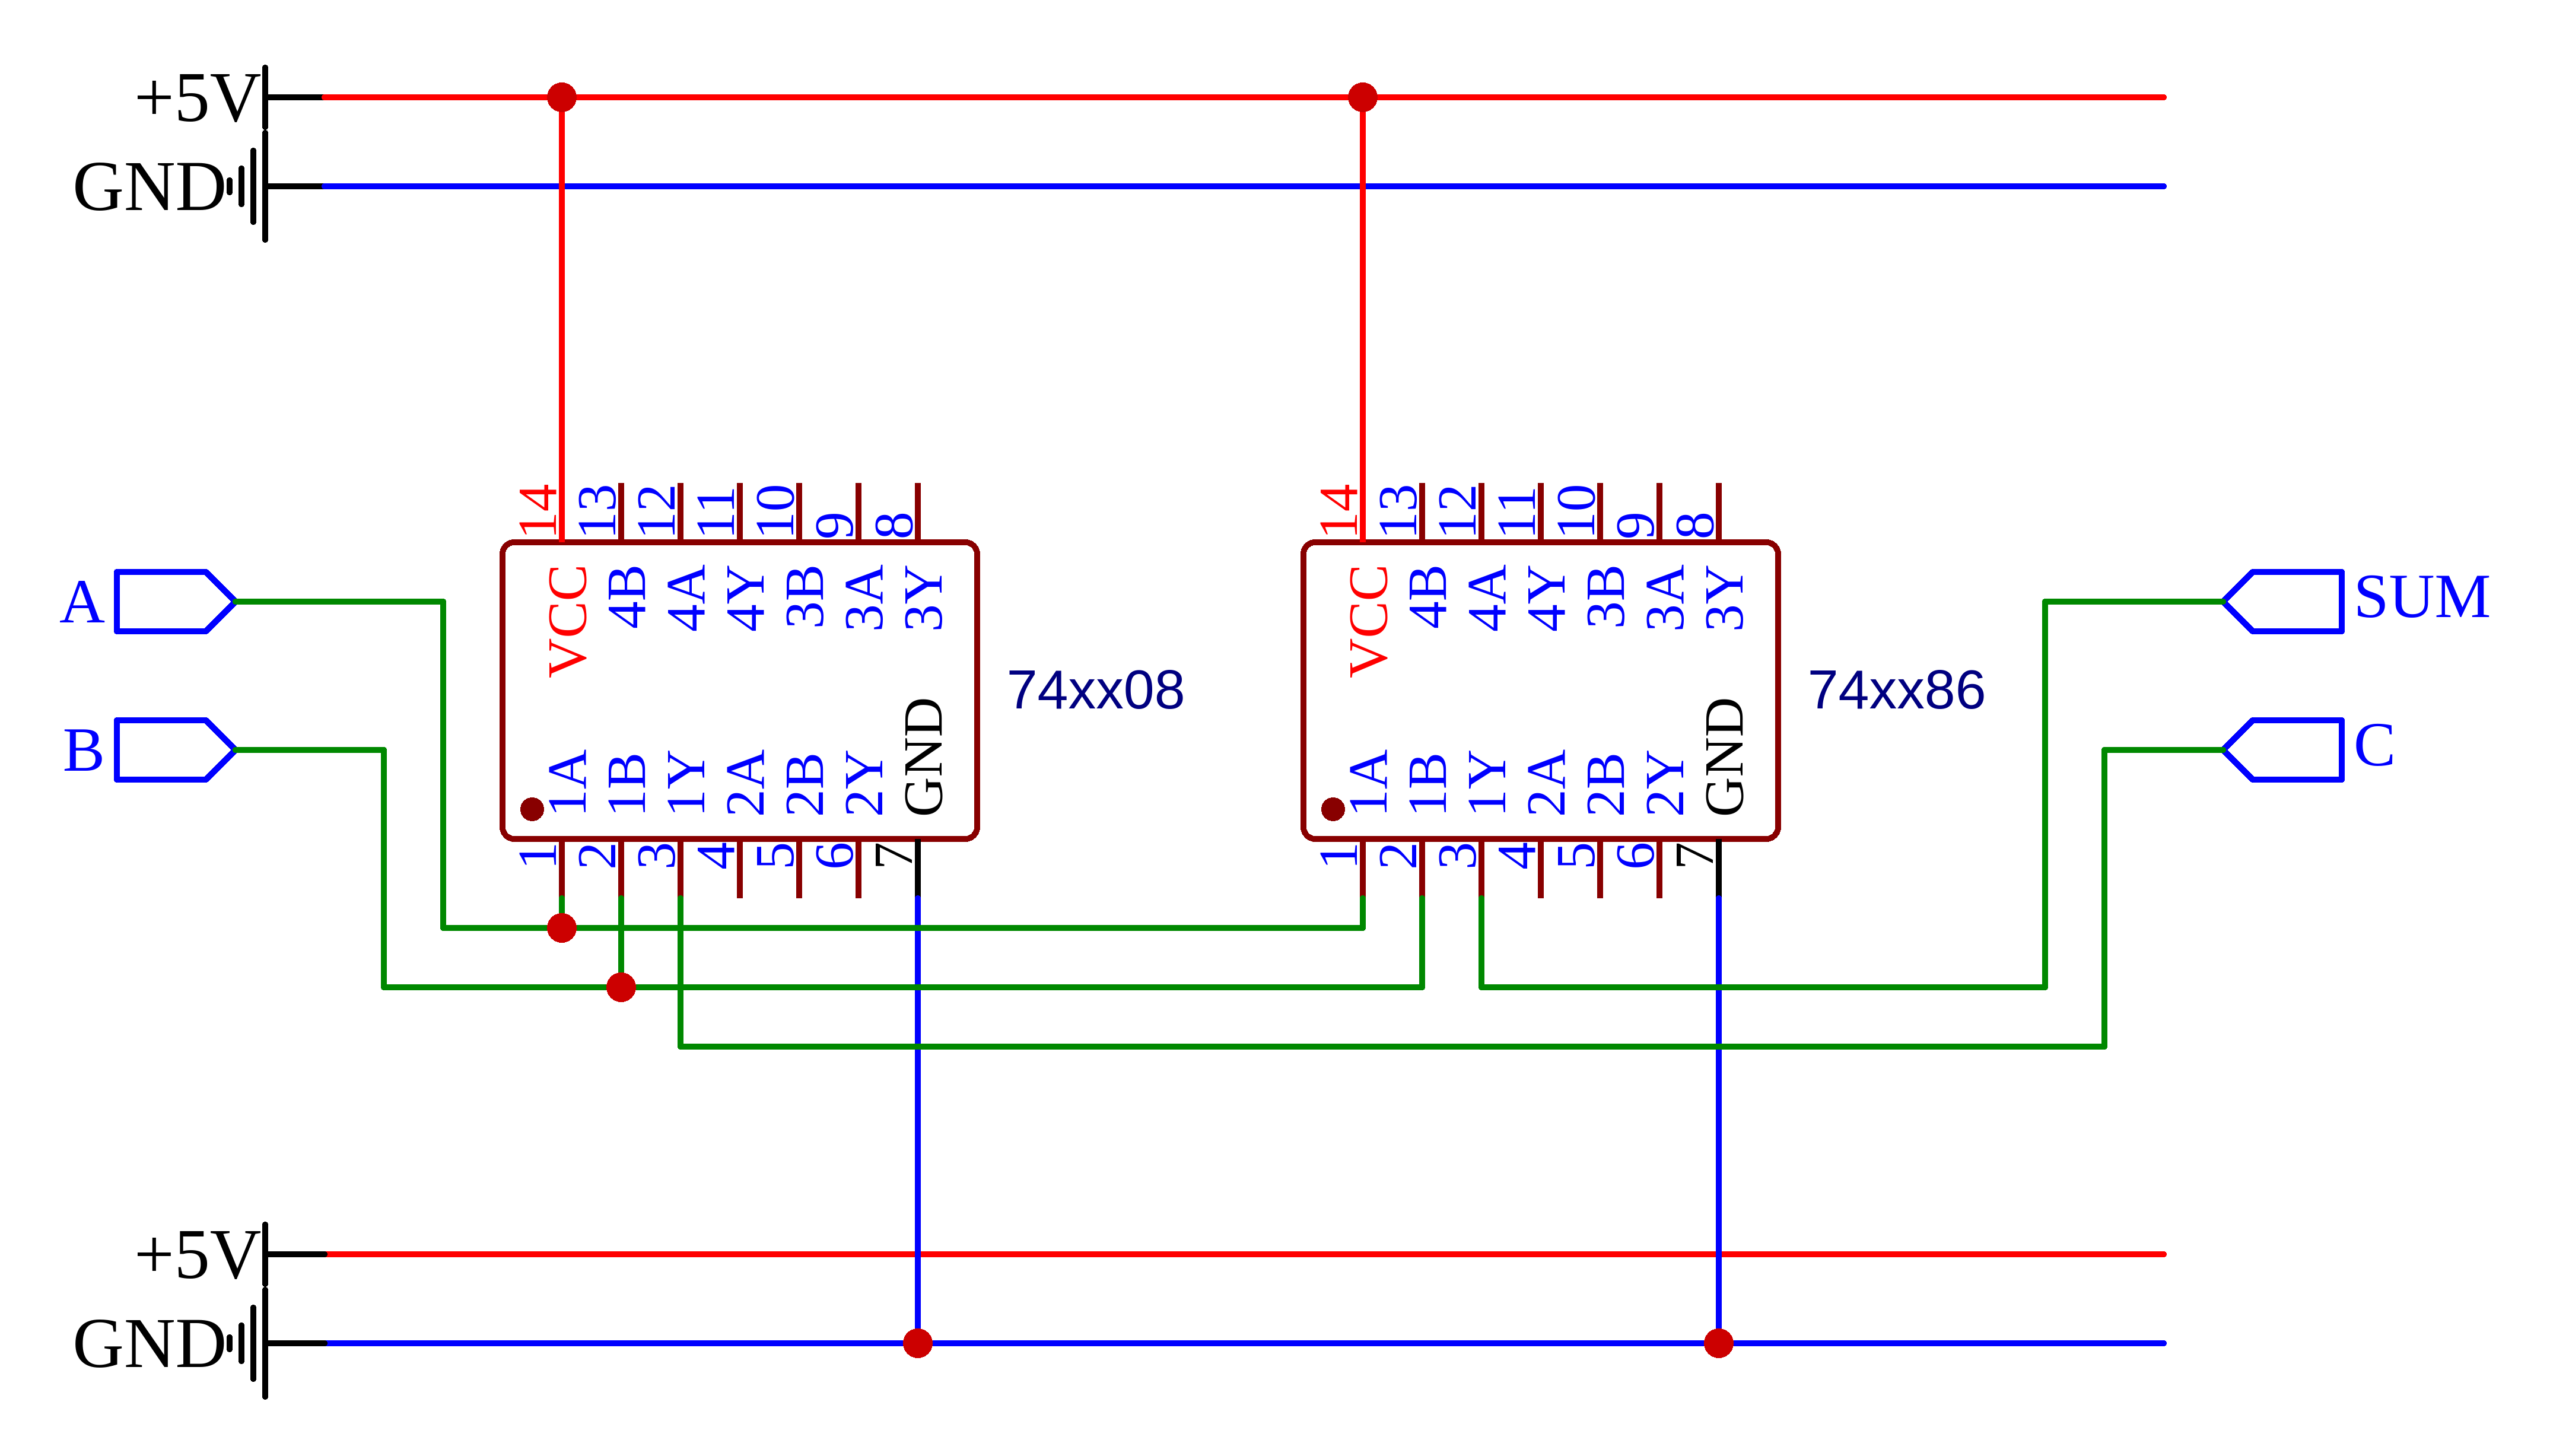 +5V
GND
14 13 12 11 10 9 8
14 13 12 11 10 9 8
A
VCC 4B 4A 4Y 3B 3A 3Y
VCC 4B 4A 4Y 3B 3A 3Y
SUM
74xx08
74xx86
B
1A 1B 1Y 2A 2B 2Y GND
1A 1B 1Y 2A 2B 2Y GND
C
1 2 3 4 5 6 7
1 2 3 4 5 6 7
+5V
GND